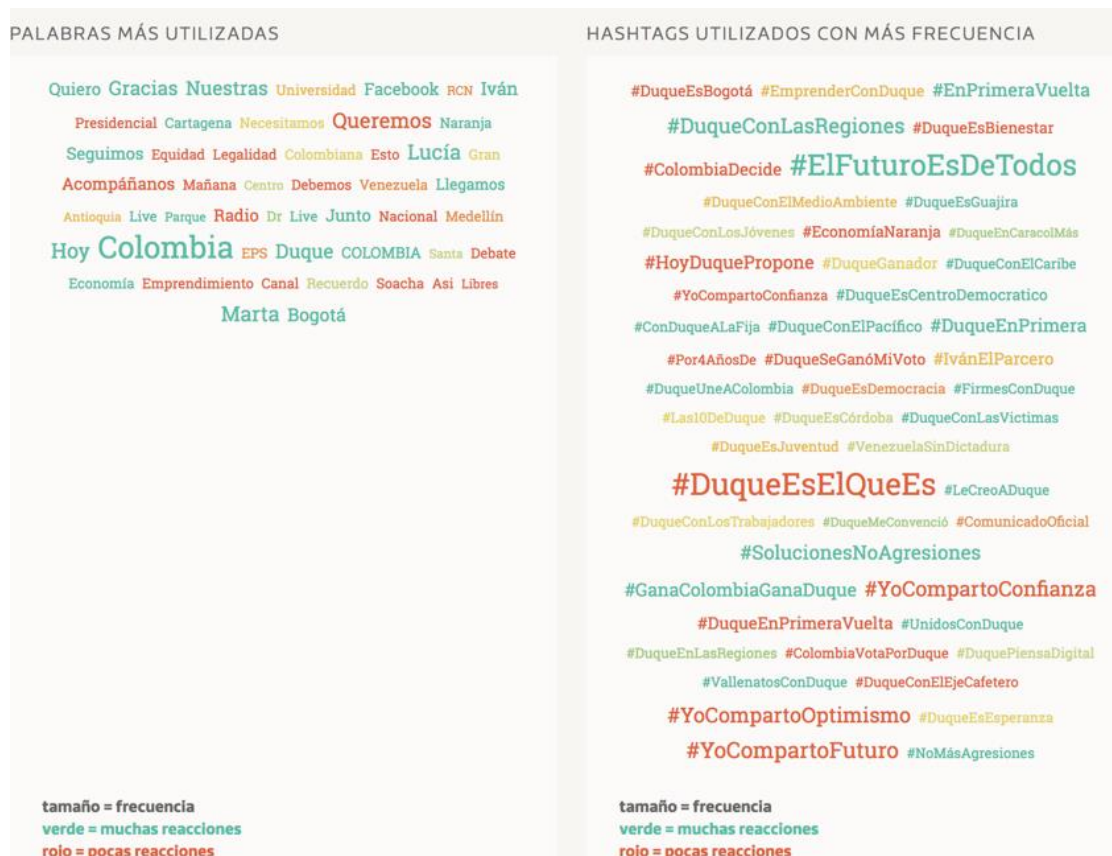 PALABRAS MÁS UTILIZADAS
Quiero Gracias Nuestras Universidad Facebook RCN Iván
Presidencial Cartagena Necesitamos Queremos Naranja
Seguimos Equidad Legalidad Colombiana Esto Lucía Gran
Acompáñanos Mañana Centro Debemos Venezuela Llegamos
Antioquia Live Parque Radio Dr Live Junto Nacional Medellín
Hoy Colombia EPS Duque COLOMBIA Santa Debate
Economía Emprendimiento Canal Recuerdo Soacha Asi Libres
Marta Bogotá
tamaño = frecuencia
verde = muchas reacciones
rojo = pocas reacciones
HASHTAGS UTILIZADOS CON MÁS FRECUENCIA
#DuqueEsBogotá #EmprenderConDuque #EnPrimeraVuelta
#DuqueConLasRegiones #DuqueEsBienestar
#ColombiaDecide #ElFuturoEsDeTodos
#DuqueConElMedioAmbiente #DuqueEsGuajira
#DuqueConLosJóvenes #EconomíaNaranja #DuqueEnCaracolMás
#HoyDuquePropone #DuqueGanador #DuqueConElCaribe
#YoCompartoConfianza #DuqueEsCentroDemocratico
#ConDuqueALaFija #DuqueConElPacífico #DuqueEnPrimera
#Por4AñosDe #DuqueSeGanóMiVoto #IvánElParcero
#DuqueUneAColombia #DuqueEsDemocracia #FirmesConDuque
#Las10DeDuque #DuqueEsCórdoba #DuqueConLasVictimas
#DuqueEsJuventud #VenezuelaSinDictadura
#DuqueEsElQueEs #LeCreoADuque
#DuqueConLosTrabajadores #DuqueMeConvenció #ComunicadoOficial
#SolucionesNoAgresiones
#GanaColombiaGanaDuque #YoCompartoConfianza
#DuqueEnPrimeraVuelta #UnidosConDuque
#DuqueEnLasRegiones #ColombiaVotaPorDuque #DuquePiensaDigital
#VallenatosConDuque #DuqueConElEjeCafetero
#YoCompartoOptimismo #DuqueEsEsperanza
#YoCompartoFuturo #NoMásAgresiones
tamaño = frecuencia
verde = muchas reacciones
rojo = pocas reacciones